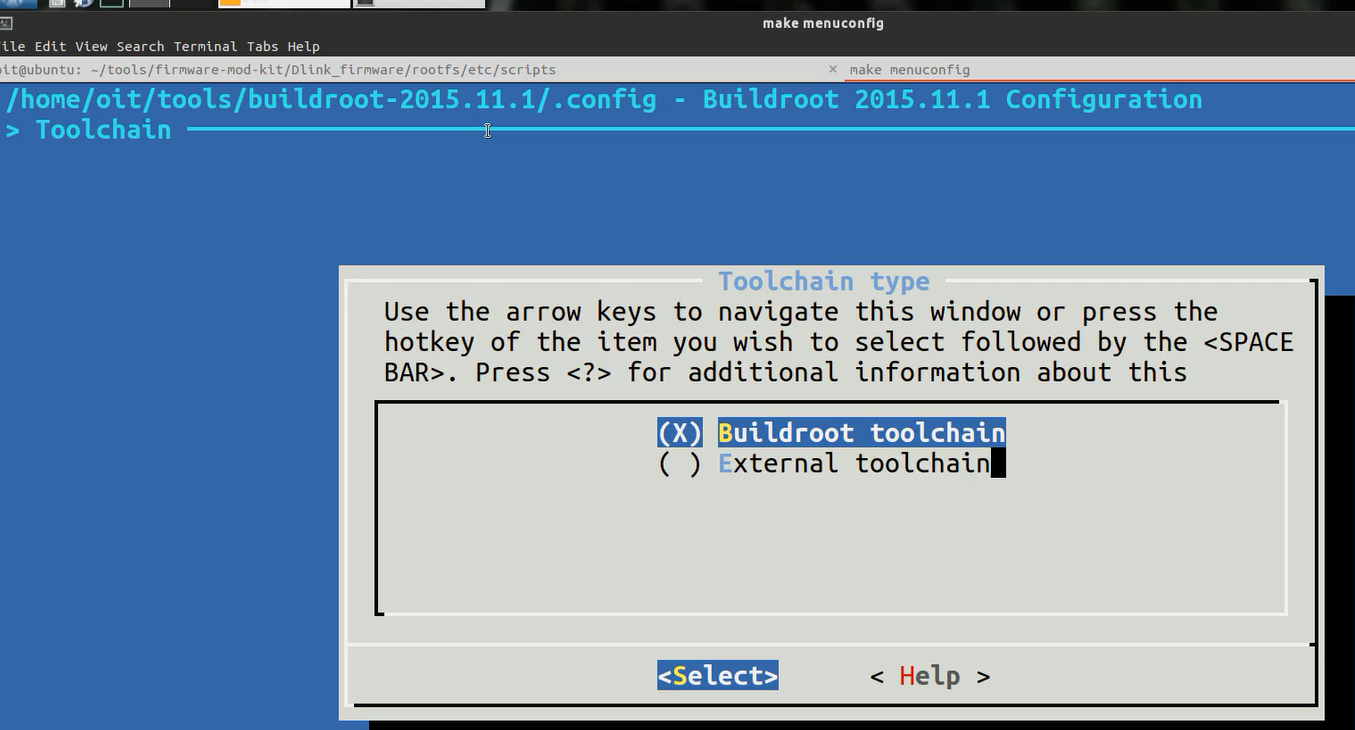 make menuconfig
ile Edit View Search Terminal Tabs Help
oit@ubuntu: ~/tools/firmware-mod-kit/Dlink_firmware/rootfs/etc/scripts × make menuconfig
/home/oit/tools/buildroot-2015.11.1/.config - Buildroot 2015.11.1 Configuration
> Toolchain
Toolchain type
Use the arrow keys to navigate this window or press the
hotkey of the item you wish to select followed by the <SPACE
BAR>. Press <?> for additional information about this
(X) Buildroot toolchain
( ) External toolchain
<Select> < Help >